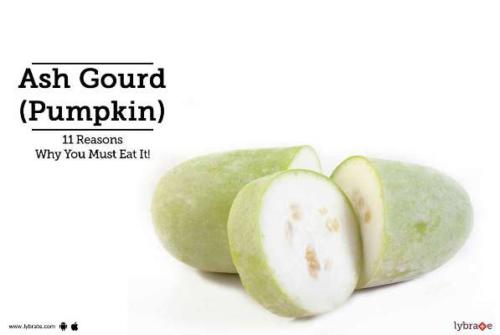 Ash Gourd
(Pumpkin)
11 Reasons
Why You Must Eat It!
www.lybrate.com
lybrate